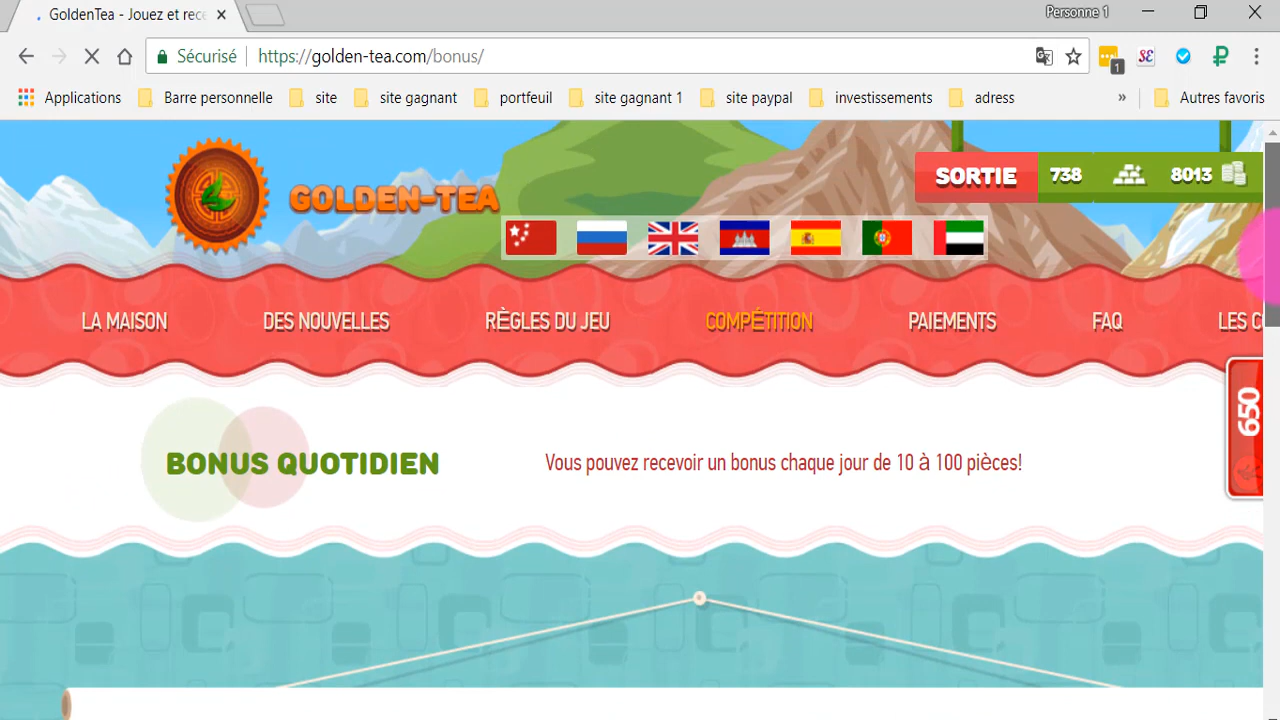 GoldenTea - Jouez et rece
Personne 1
Sécurisé https://golden-tea.com/bonus/
1
Applications Barre personnelle site site gagnant portfeuil site gagnant 1 site paypal investissements adress » Autres favoris
GOLDEN-TEA
SORTIE 738 8013
LA MAISON DES NOUVELLES RÈGLES DU JEU COMPÉTITION PAIEMENTS FAQ LES C
650
BONUS QUOTIDIEN
Vous pouvez recevoir un bonus chaque jour de 10 à 100 pièces!